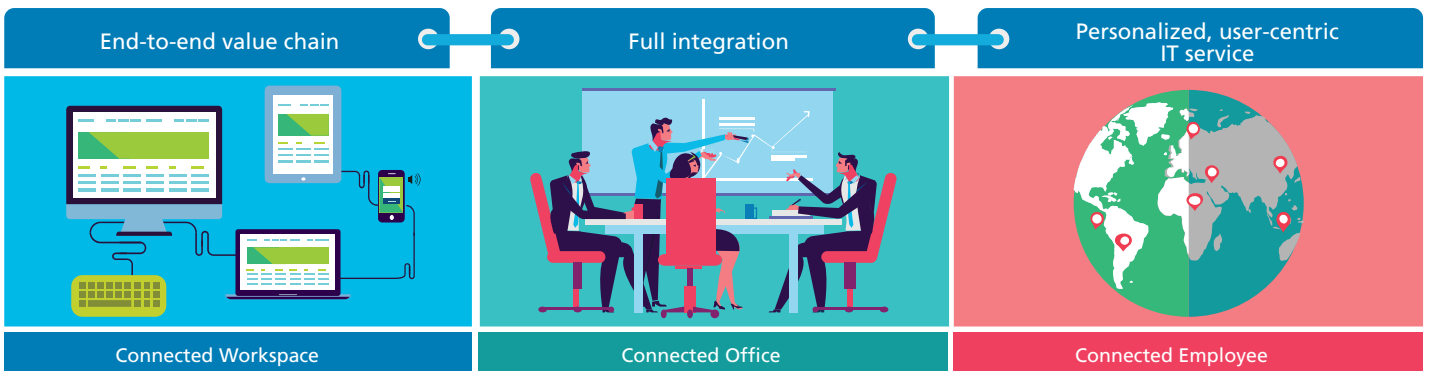 End-to-end value chain
Full integration
Personalized, user-centric
IT service
Connected Workspace
Connected Office
Connected Employee